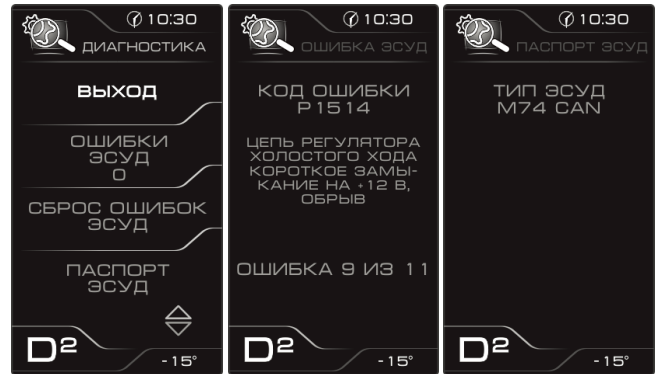 10:30
ДИАГНОСТИКА
ВЫХОД
ОШИБКИ
ЭСУД
0
СБРОС ОШИБОК
ЭСУД
ПАСПОРТ
ЭСУД
D²
-15°
10:30
ОШИБКА ЭСУД
КОД ОШИБКИ
P1514
ЦЕПЬ РЕГУЛЯТОРА
ХОЛОСТОГО ХОДА
КОРОТКОЕ ЗАМЫ-
КАНИЕ НА +12 В,
ОБРЫВ
ОШИБКА 9 ИЗ 11
D²
-15°
10:30
ПАСПОРТ ЭСУД
ТИП ЭСУД
M74 CAN
D²
-15°